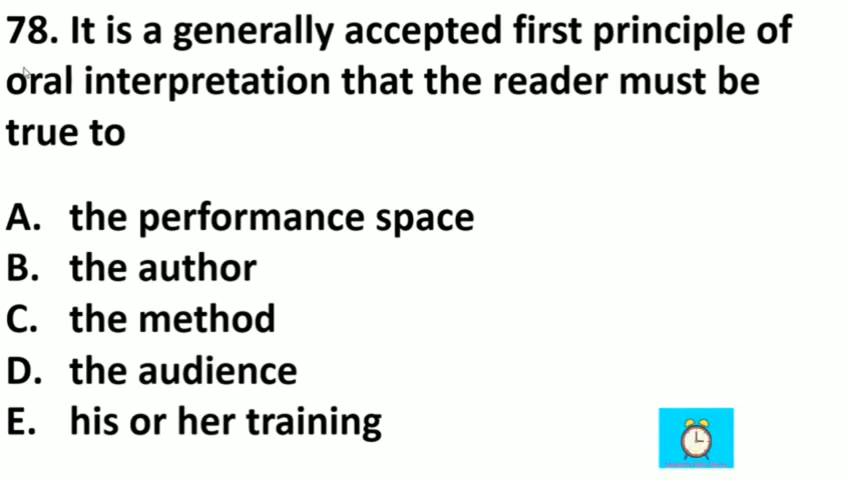 78. It is a generally accepted first principle of
oral interpretation that the reader must be
true to
A. the performance space
B. the author
C. the method
D. the audience
E. his or her training